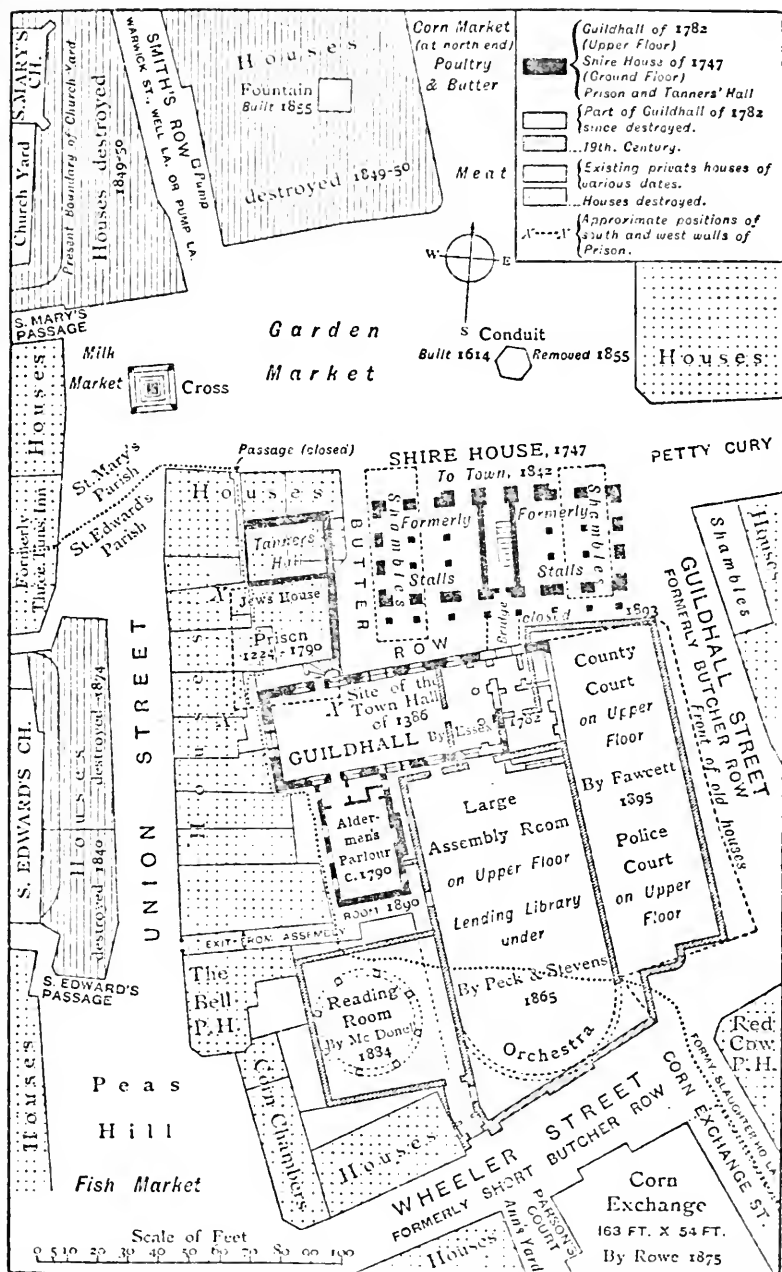 S. MARY'S CH.
Church Yard
Present Boundary of Church Yard
Houses destroyed
1849-50
SMITH'S ROW
WARWICK ST., WELL LA. OR PUMP LA.
Pump
Houses
Fountain
Built 1855
destroyed 1849-50
Corn Market
(at north end)
Poultry
& Butter
Meat
Guildhall of 1782
(Upper Floor)
Shire House of 1747
(Ground Floor)
Prison and Tanners' Hall
Part of Guildhall of 1782
since destroyed.
19th. Century.
Existing private houses of
various dates.
Houses destroyed.
X X
Approximate positions of
south and west walls of
Prison.
W E
S
S. MARY'S
PASSAGE
Garden
Market
Conduit
Built 1614 Removed 1855
Houses
Milk
Market
Cross
Houses
St. Mary's
Parish
St. Edward's
Parish
Formerly
Three Tuns Inn
Passage (closed)
Houses
Tanners'
Hall
Jews House
Prison
1224-1790
X
X
BUTTER
ROW
SHIRE HOUSE, 1747
To Town, 1842
Shambles
Formerly
Stalls
Formerly
Stalls
Shambles
Bridge
closed 1893
PETTY CURY
Shambles
Houses
GUILDHALL STREET
FORMERLY BUTCHER ROW
Front of old houses
Site of the
Town Hall
of 1386
GUILDHALL By Essex 1782
County
Court
on Upper
Floor
By Fawcett
1895
Police
Court
on Upper
Floor
UNION STREET
Houses
S. EDWARD'S CH.
Houses
destroyed 1840
destroyed 1874
S. EDWARD'S
PASSAGE
Alder-
men's
Parlour
c. 1790
Large
Assembly Room
on Upper Floor
Lending Library
under
By Peck & Stevens
1865
Orchestra
EXIT FROM ASSEMBLY
ROOM 1890
The
Bell
P.H.
Reading
Room
By Mc Donell
1884
Corn Chambers
Houses
Houses
Peas
Hill
Fish Market
WHEELER STREET
FORMERLY SHORT BUTCHER ROW
Red
Cow
P.H.
FORMLY. SLAUGHTER HO. LA.
CORN EXCHANGE ST.
Corn
Exchange
163 FT. X 54 FT.
By Rowe 1875
PARSON'S
COURT
Ann's Yard
Houses
Scale of Feet
0 5 10 20 30 40 50 60 70 80 90 100